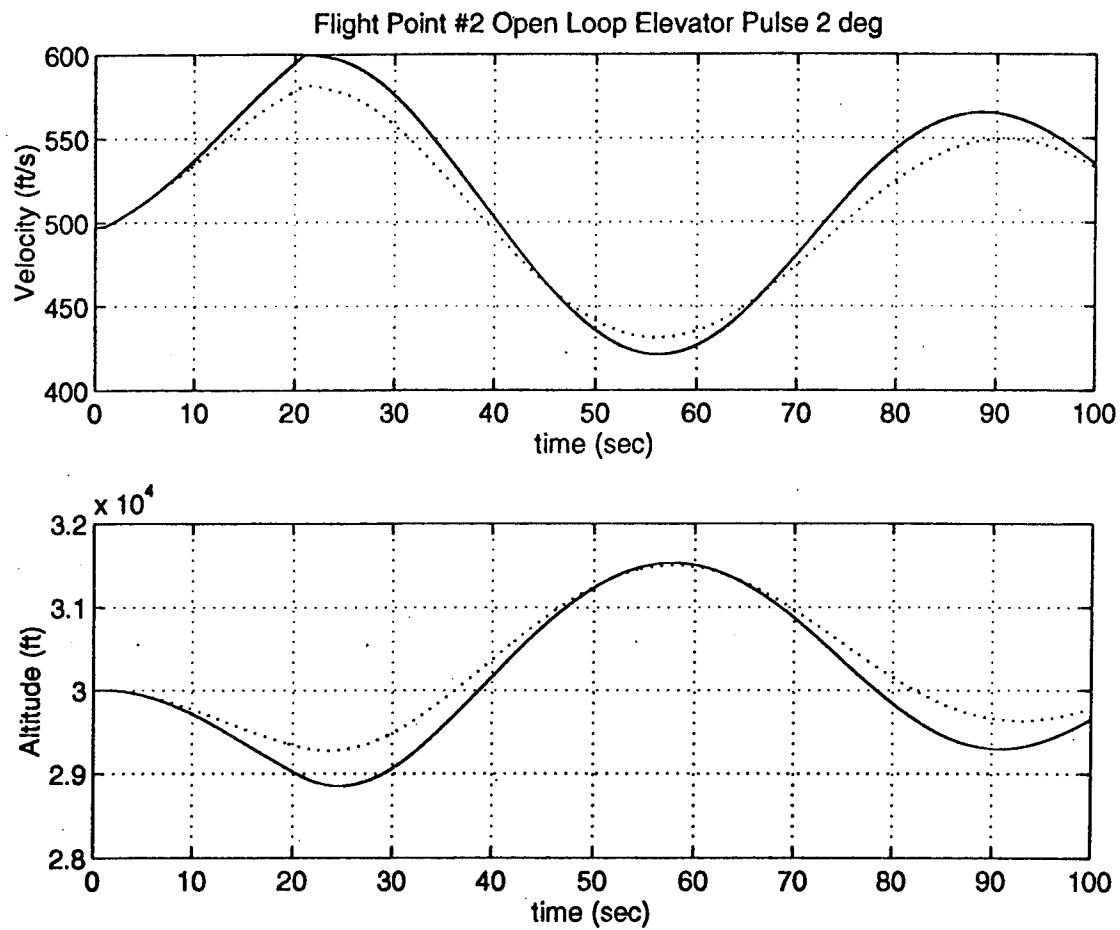 Flight Point #2 Open Loop Elevator Pulse 2 deg
600
550
500
450
400
Velocity (ft/s)
0 10 20 30 40 50 60 70 80 90 100
time (sec)
x 10^4
3.2
3.1
3
2.9
2.8
Altitude (ft)
0 10 20 30 40 50 60 70 80 90 100
time (sec)